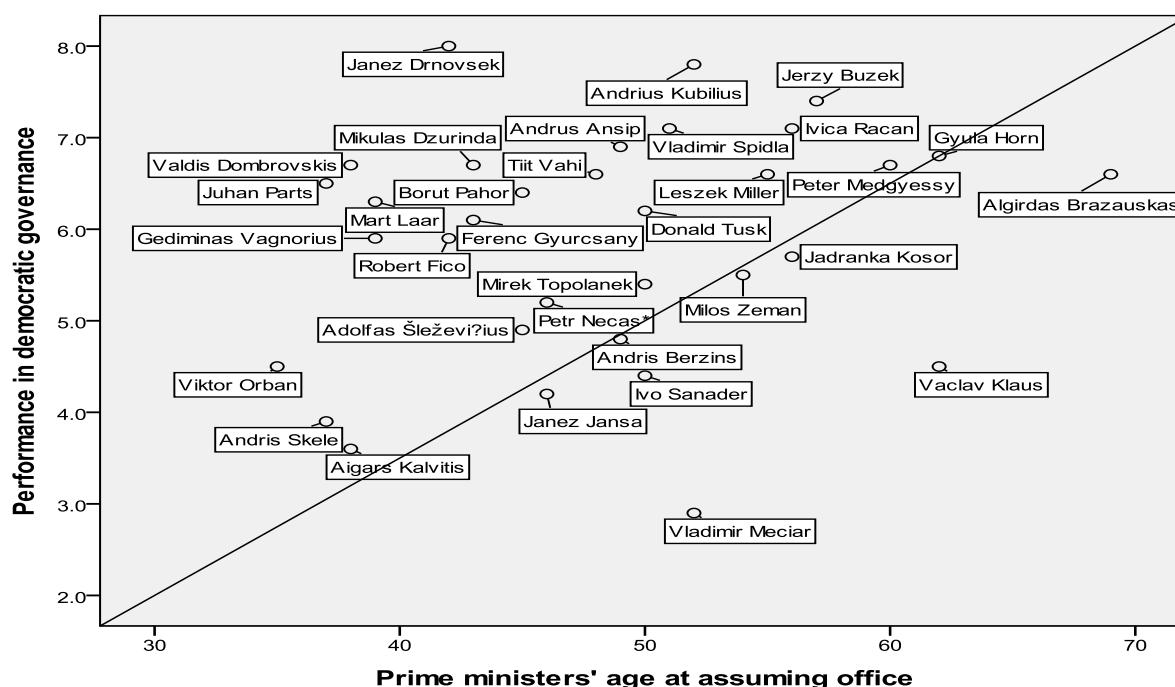 8.0
7.0
6.0
5.0
4.0
3.0
2.0
Performance in democratic governance
Janez Drnovsek
Andrius Kubilius
Jerzy Buzek
Mikulas Dzurinda
Andrus Ansip
Vladimir Spidla
Ivica Racan
Gyula Horn
Valdis Dombrovskis
Tiit Vahi
Juhan Parts
Borut Pahor
Leszek Miller
Peter Medgyessy
Algirdas Brazauskas
Mart Laar
Donald Tusk
Gediminas Vagnorius
Ferenc Gyurcsany
Robert Fico
Jadranka Kosor
Mirek Topolanek
Milos Zeman
Petr Necas*
Adolfas Šleževi?ius
Andris Berzins
Viktor Orban
Ivo Sanader
Vaclav Klaus
Janez Jansa
Andris Skele
Aigars Kalvitis
Vladimir Meciar
30
40
50
60
70
Prime ministers' age at assuming office